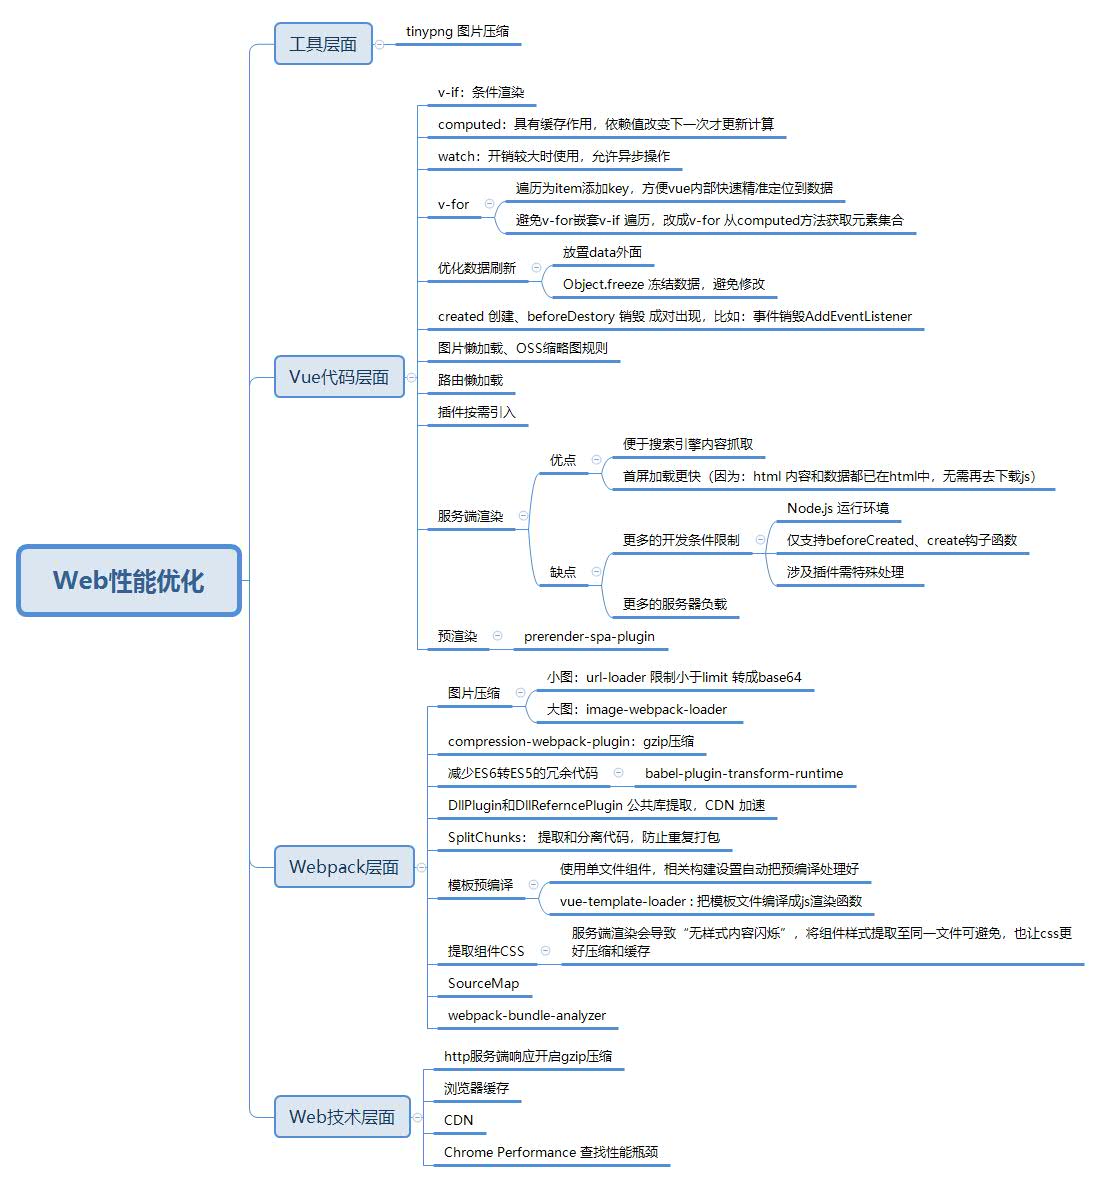 Web性能优化
工具层面
tinypng 图片压缩
Vue代码层面
v-if：条件渲染
computed：具有缓存作用，依赖值改变下一次才更新计算
watch：开销较大时使用，允许异步操作
v-for
遍历为item添加key，方便vue内部快速精准定位到数据
避免v-for嵌套v-if 遍历，改成v-for 从computed方法获取元素集合
优化数据刷新
放置data外面
Object.freeze 冻结数据，避免修改
created 创建、beforeDestory 销毁 成对出现，比如：事件销毁AddEventListener
图片懒加载、OSS缩略图规则
路由懒加载
插件按需引入
服务端渲染
优点
便于搜索引擎内容抓取
首屏加载更快（因为：html 内容和数据都已在html中，无需再去下载js）
缺点
更多的开发条件限制
Node.js 运行环境
仅支持beforeCreated、create钩子函数
涉及插件需特殊处理
更多的服务器负载
预渲染
prerender-spa-plugin
Webpack层面
图片压缩
小图：url-loader 限制小于limit 转成base64
大图：image-webpack-loader
compression-webpack-plugin：gzip压缩
减少ES6转ES5的冗余代码
babel-plugin-transform-runtime
DllPlugin和DllReferncePlugin 公共库提取，CDN 加速
SplitChunks： 提取和分离代码，防止重复打包
模板预编译
使用单文件组件，相关构建设置自动把预编译处理好
vue-template-loader : 把模板文件编译成js渲染函数
提取组件CSS
服务端渲染会导致“无样式内容闪烁”，将组件样式提取至同一文件可避免，也让css更
好压缩和缓存
SourceMap
webpack-bundle-analyzer
Web技术层面
http服务端响应开启gzip压缩
浏览器缓存
CDN
Chrome Performance 查找性能瓶颈